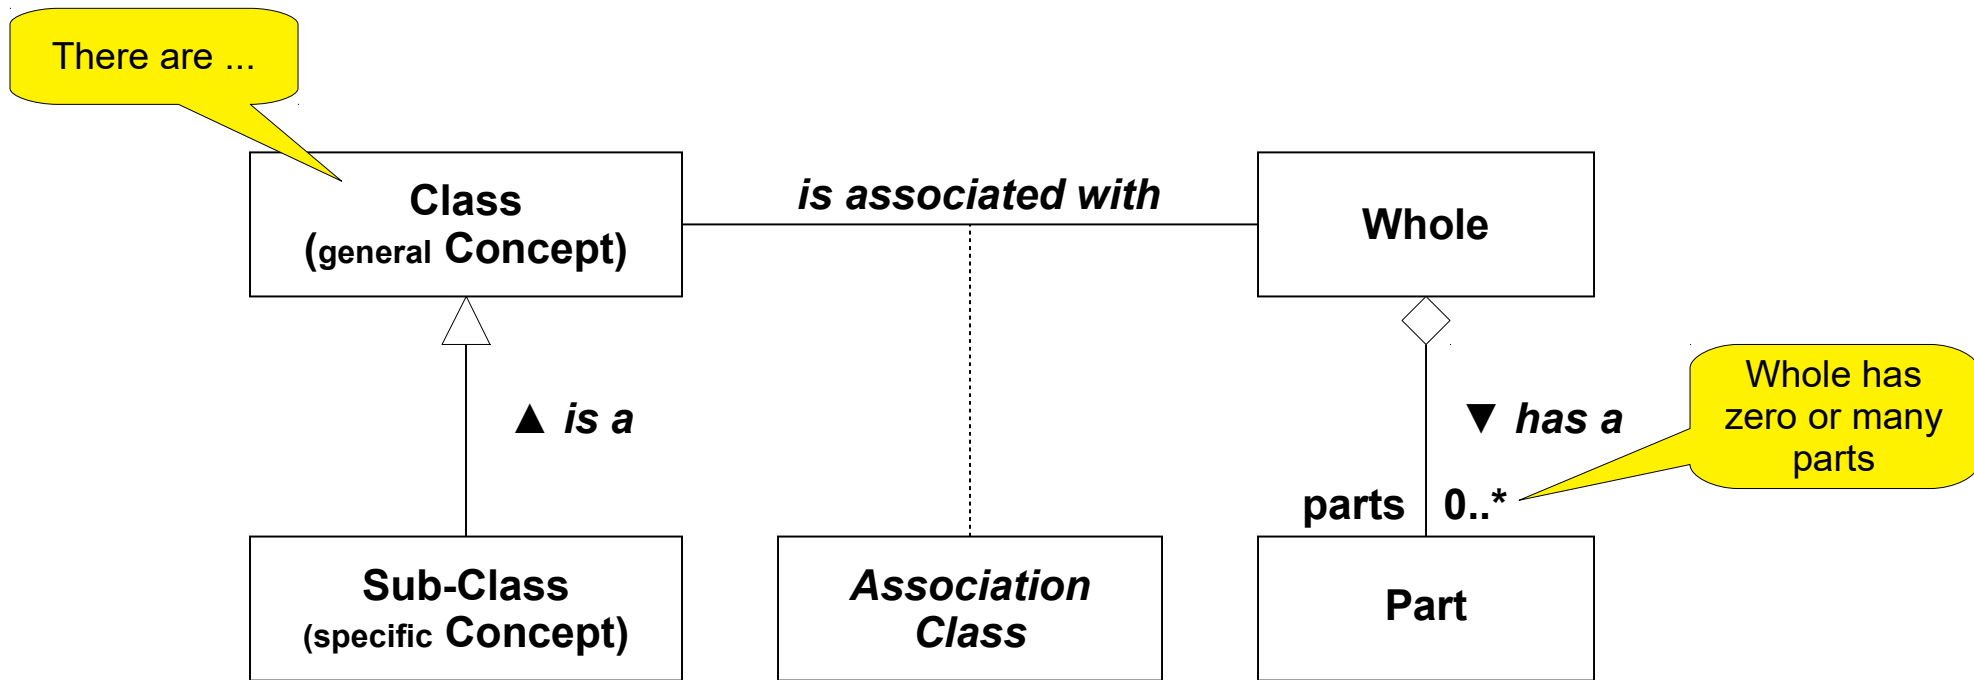 There are ...
Class
(general Concept)
is associated with
Whole
▲ is a
▼ has a
Whole has
zero or many
parts
parts 0..*
Sub-Class
(specific Concept)
Association
Class
Part